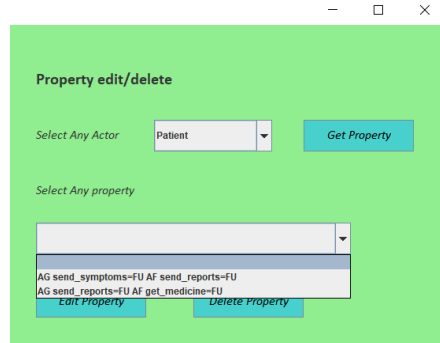 Property edit/delete
Select Any Actor Patient Get Property
Select Any property
AG send_symptoms=FU AF send_reports=FU
AG send_reports=FU AF get_medicine=FU
Edit Property Delete Property